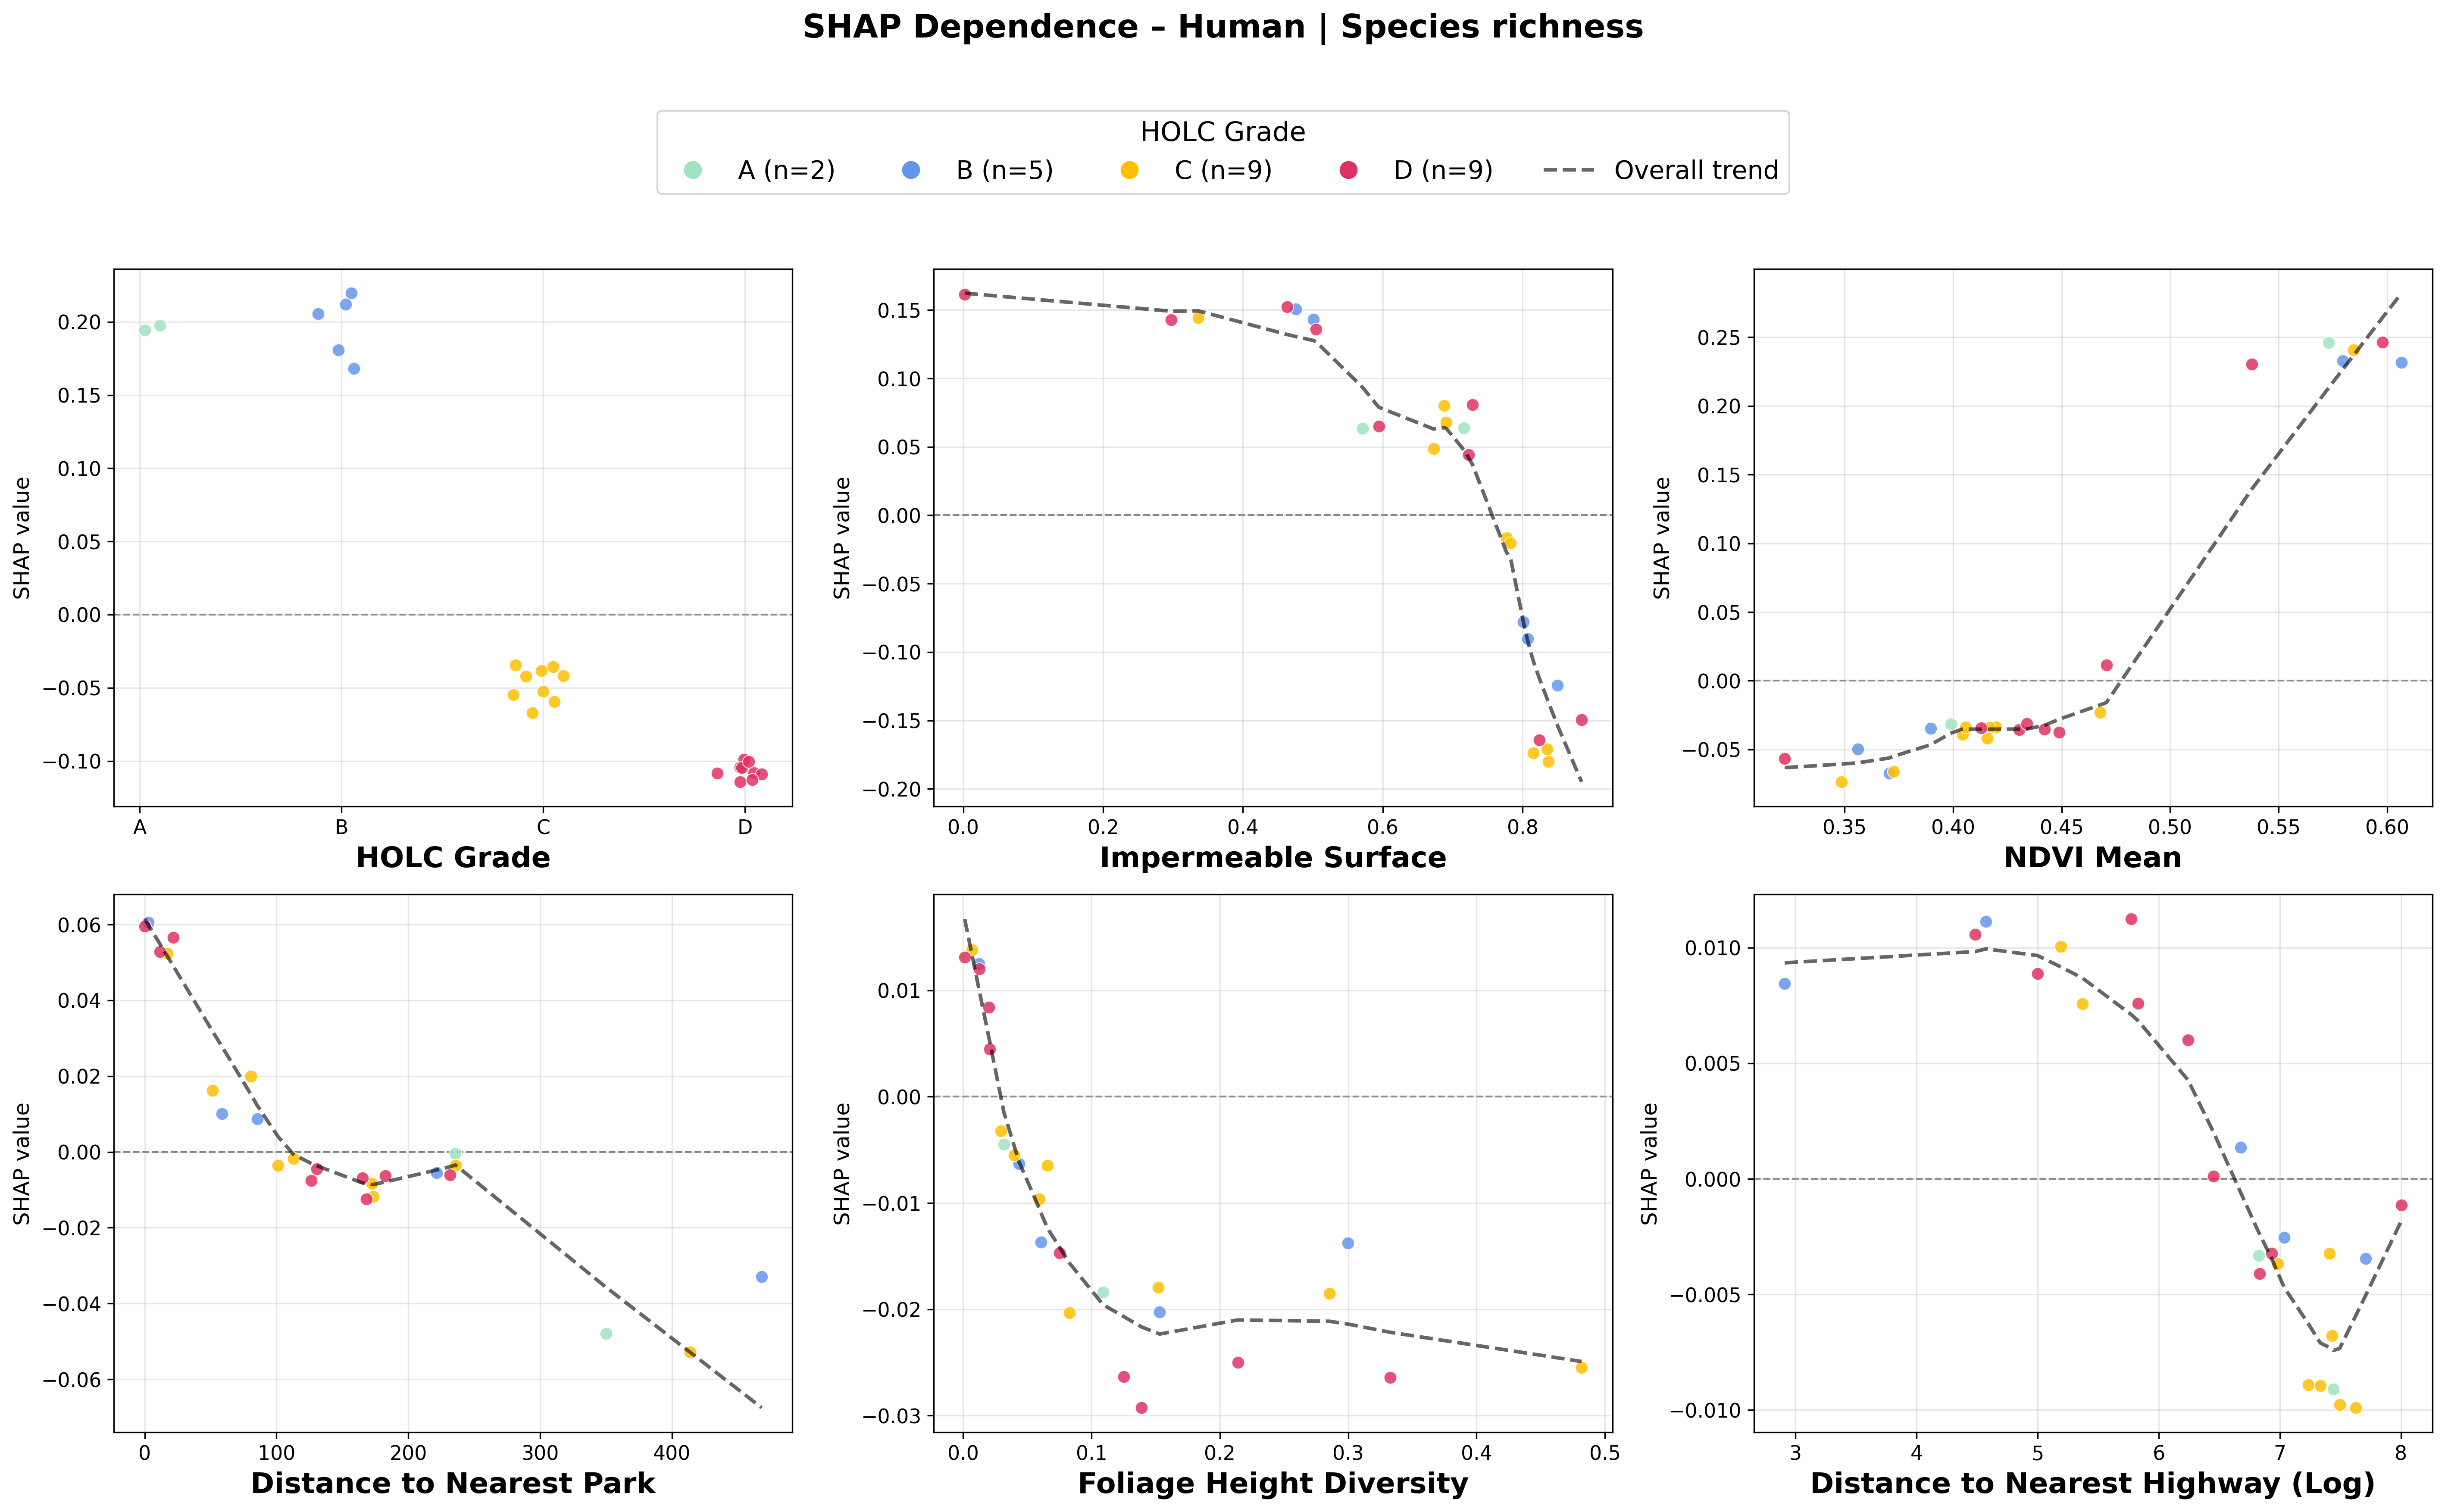 SHAP Dependence – Human | Species richness
HOLC Grade
A (n=2) B (n=5) C (n=9) D (n=9) Overall trend
SHAP value
0.20
0.15
0.10
0.05
0.00
−0.05
−0.10
A B C D
HOLC Grade
SHAP value
0.15
0.10
0.05
0.00
−0.05
−0.10
−0.15
−0.20
0.0 0.2 0.4 0.6 0.8
Impermeable Surface
SHAP value
0.25
0.20
0.15
0.10
0.05
0.00
−0.05
0.35 0.40 0.45 0.50 0.55 0.60
NDVI Mean
SHAP value
0.06
0.04
0.02
0.00
−0.02
−0.04
−0.06
0 100 200 300 400
Distance to Nearest Park
SHAP value
0.01
0.00
−0.01
−0.02
−0.03
0.0 0.1 0.2 0.3 0.4 0.5
Foliage Height Diversity
SHAP value
0.010
0.005
0.000
−0.005
−0.010
3 4 5 6 7 8
Distance to Nearest Highway (Log)